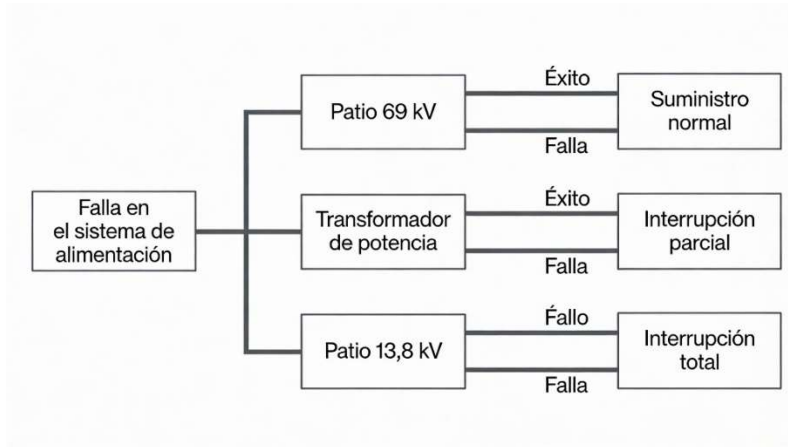 Falla en
el sistema de
alimentación
Patio 69 kV
Éxito
Falla
Suministro
normal
Transformador
de potencia
Éxito
Falla
Interrupción
parcial
Patio 13,8 kV
Éfallo
Falla
Interrupción
total